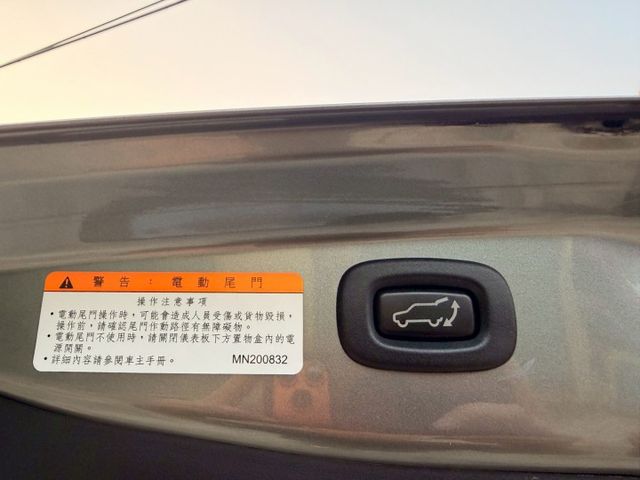 警告：電動尾門
操作注意事項
•電動尾門操作時，可能會造成人員受傷或貨物毀損，
操作前，請確認尾門作動路徑有無障礙物。
•電動尾門不使用時，請關閉儀表板下方置物盒內的電
源開關。
•詳細內容請參閱車主手冊。 MN200832